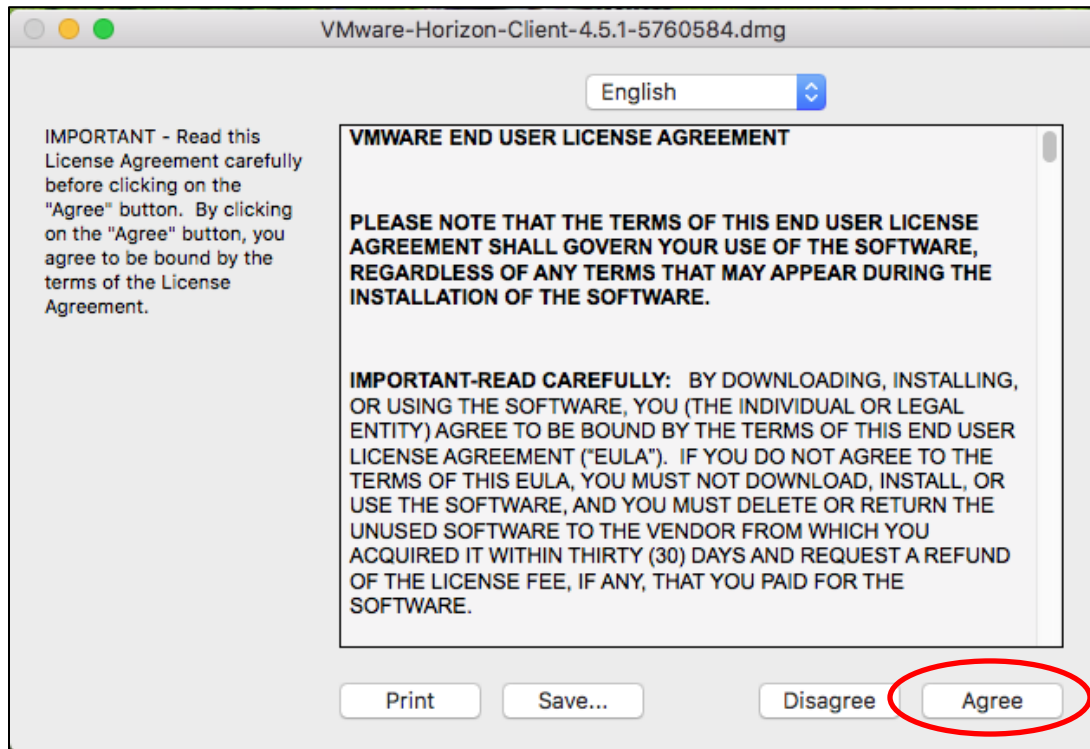 VMware-Horizon-Client-4.5.1-5760584.dmg
English
IMPORTANT - Read this
License Agreement carefully
before clicking on the
"Agree" button.  By clicking
on the "Agree" button, you
agree to be bound by the
terms of the License
Agreement.
VMWARE END USER LICENSE AGREEMENT
PLEASE NOTE THAT THE TERMS OF THIS END USER LICENSE
AGREEMENT SHALL GOVERN YOUR USE OF THE SOFTWARE,
REGARDLESS OF ANY TERMS THAT MAY APPEAR DURING THE
INSTALLATION OF THE SOFTWARE.
IMPORTANT-READ CAREFULLY:   BY DOWNLOADING, INSTALLING,
OR USING THE SOFTWARE, YOU (THE INDIVIDUAL OR LEGAL
ENTITY) AGREE TO BE BOUND BY THE TERMS OF THIS END USER
LICENSE AGREEMENT (“EULA”).  IF YOU DO NOT AGREE TO THE
TERMS OF THIS EULA, YOU MUST NOT DOWNLOAD, INSTALL, OR
USE THE SOFTWARE, AND YOU MUST DELETE OR RETURN THE
UNUSED SOFTWARE TO THE VENDOR FROM WHICH YOU
ACQUIRED IT WITHIN THIRTY (30) DAYS AND REQUEST A REFUND
OF THE LICENSE FEE, IF ANY, THAT YOU PAID FOR THE
SOFTWARE.
Print Save... Disagree Agree